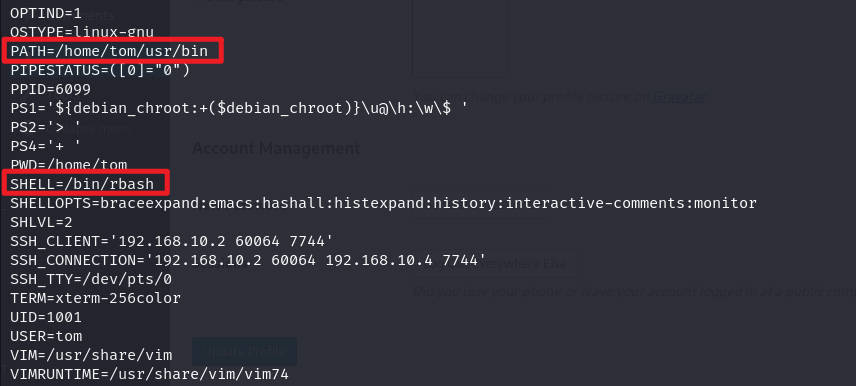 OPTIND=1
OSTYPE=linux-gnu
PATH=/home/tom/usr/bin
PIPESTATUS=([0]="0")
PPID=6099
PS1='${debian_chroot:+($debian_chroot)}\u@\h:\w\$ '
PS2='> '
PS4='+ '
Account Management
PWD=/home/tom
SHELL=/bin/rbash
SHELLOPTS=braceexpand:emacs:hashall:histexpand:history:interactive-comments:monitor
SHLVL=2
SSH_CLIENT='192.168.10.2 60064 7744'
SSH_CONNECTION='192.168.10.2 60064 192.168.10.4 7744'
SSH_TTY=/dev/pts/0
TERM=xterm-256color
UID=1001
USER=tom
VIM=/usr/share/vim
Update Profile
VIMRUNTIME=/usr/share/vim/vim74